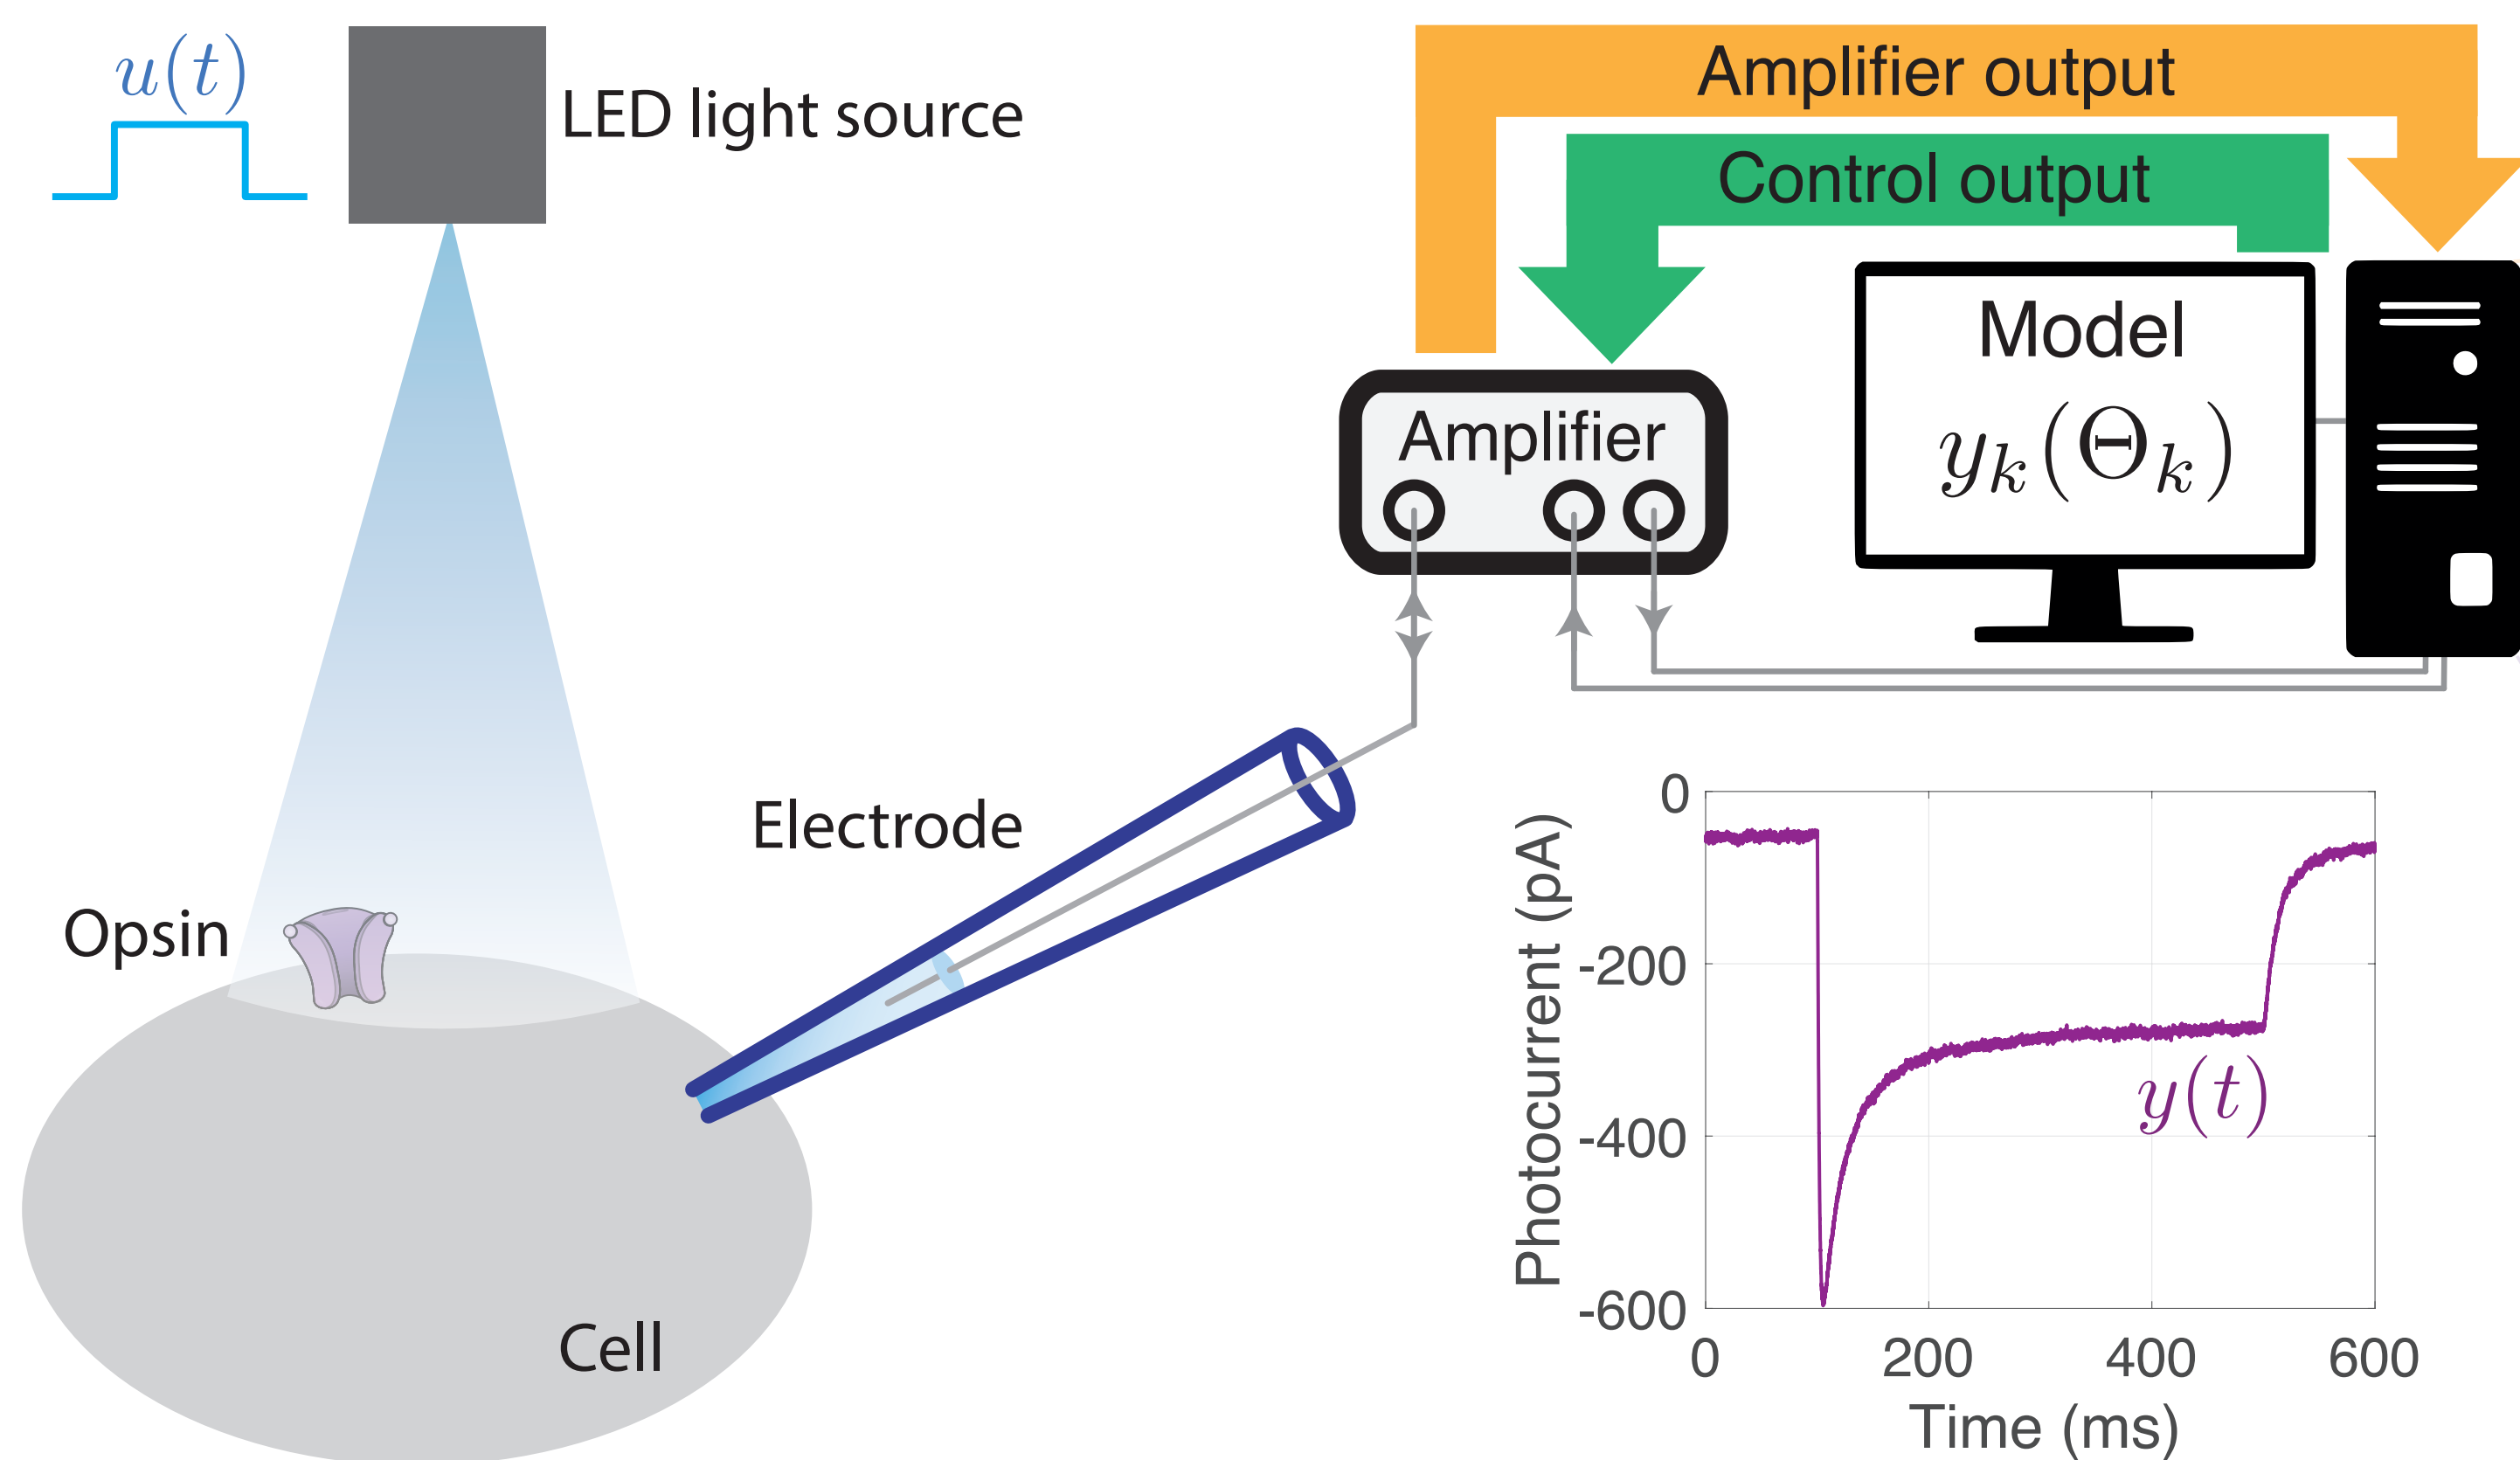 u(t)
LED light source
Amplifier output
Control output
Model
y_k(Θ_k)
Amplifier
Electrode
Opsin
Cell
Photocurrent (pA)
0
-200
-400
-600
y(t)
0 200 400 600
Time (ms)